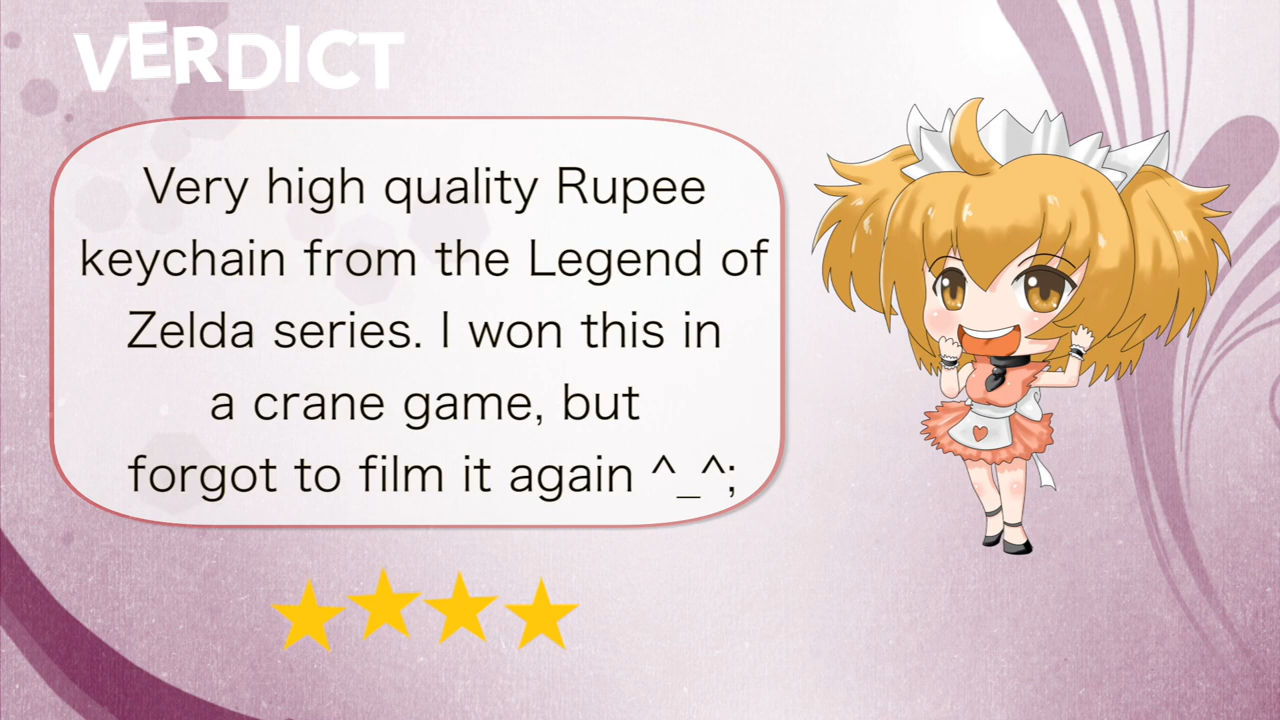 VERDICT
Very high quality Rupee
keychain from the Legend of
Zelda series. I won this in
a crane game, but
forgot to film it again ^_^;